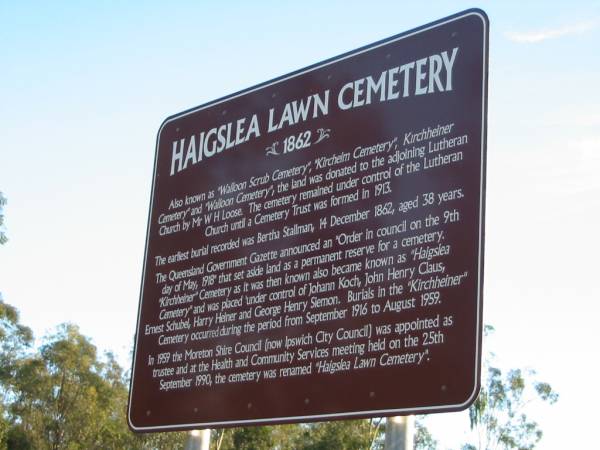 HAIGSLEA LAWN CEMETERY
1862
Also known as "Walloon Scrub Cemetery", "Kircheim Cemetery", Kirchheiner
Cemetery" and "Walloon Cemetery", the land was donated to the adjoining Lutheran
Church by Mr W H Loose. The cemetery remained under control of the Lutheran
Church until a Cemetery Trust was formed in 1913.
The earliest burial recorded was Bertha Stallman, 14 December 1862, aged 38 years.
The Queensland Government Gazette announced an "Order in council on the 9th
day of May, 1918" that set aside land as a permanent reserve for a cemetery.
"Kirchheiner" Cemetery as it was then known also became known as "Haigslea
Cemetery" and was placed 'under control of Johann Koch, John Henry Claus,
Ernest Schubel, Harry Helner and George Henry Siemon. Burials in the "Kirchheiner"
Cemetery occurred during the period from September 1916 to August 1959.
In 1959 the Moreton Shire Council (now Ipswich City Council) was appointed as
trustee and at the Health and Community Services meeting held on the 25th
September 1990, the cemetery was renamed "Haigslea Lawn Cemetery".